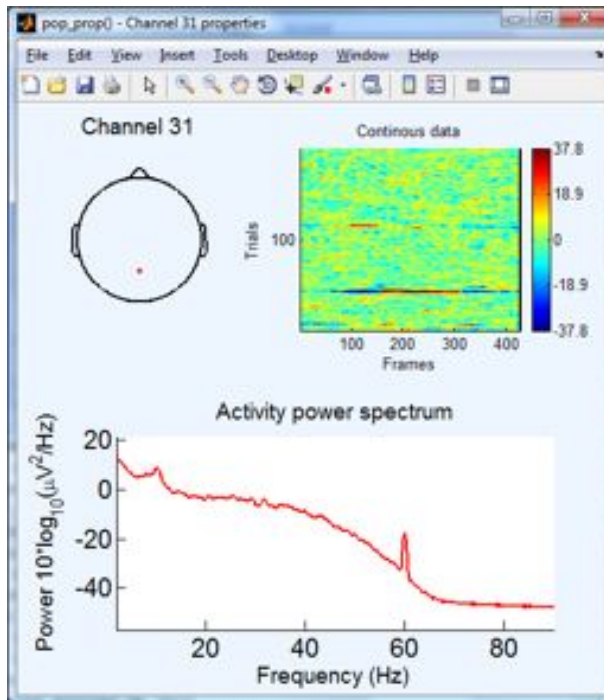 pop_prop() - Channel 31 properties
File Edit View Insert Tools Desktop Window Help
Channel 31
Continous data
Trials
100
100 200 300 400
Frames
37.8
18.9
0
-18.9
-37.8
Activity power spectrum
Power 10*log₁₀(μV²/Hz)
20
0
-20
-40
20 40 60 80
Frequency (Hz)